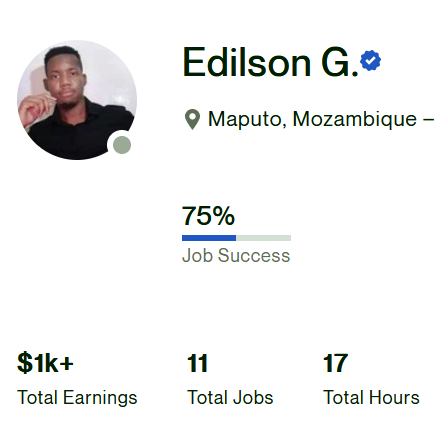 Edilson G.
Maputo, Mozambique –
75%
Job Success
$1k+ 11 17
Total Earnings Total Jobs Total Hours